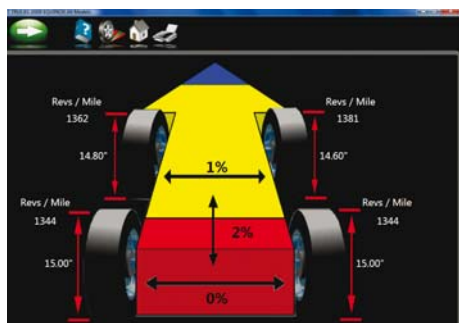 Revs / Mile
1362
14.80"
Revs / Mile
1381
14.60"
1%
Revs / Mile
1344
15.00"
2%
Revs / Mile
1344
15.00"
0%